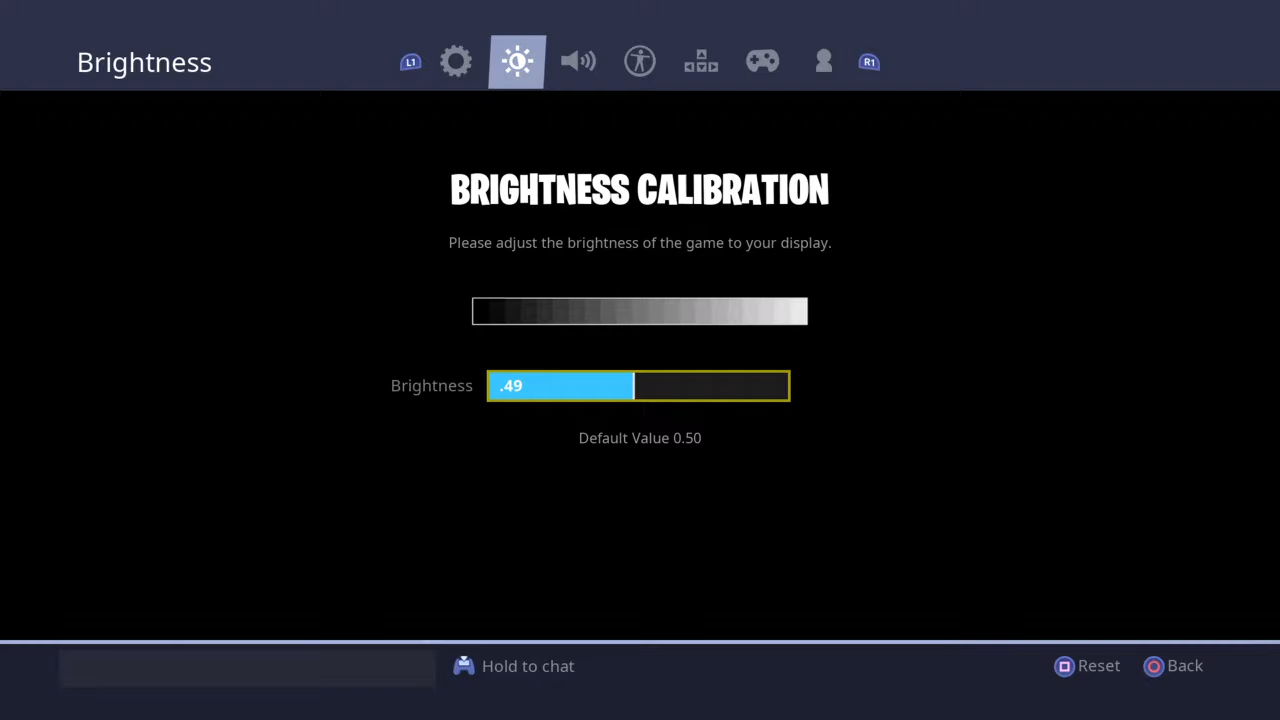 Brightness
L1
R1
BRIGHTNESS CALIBRATION
Please adjust the brightness of the game to your display.
Brightness .49
Default Value 0.50
Hold to chat
Reset
Back